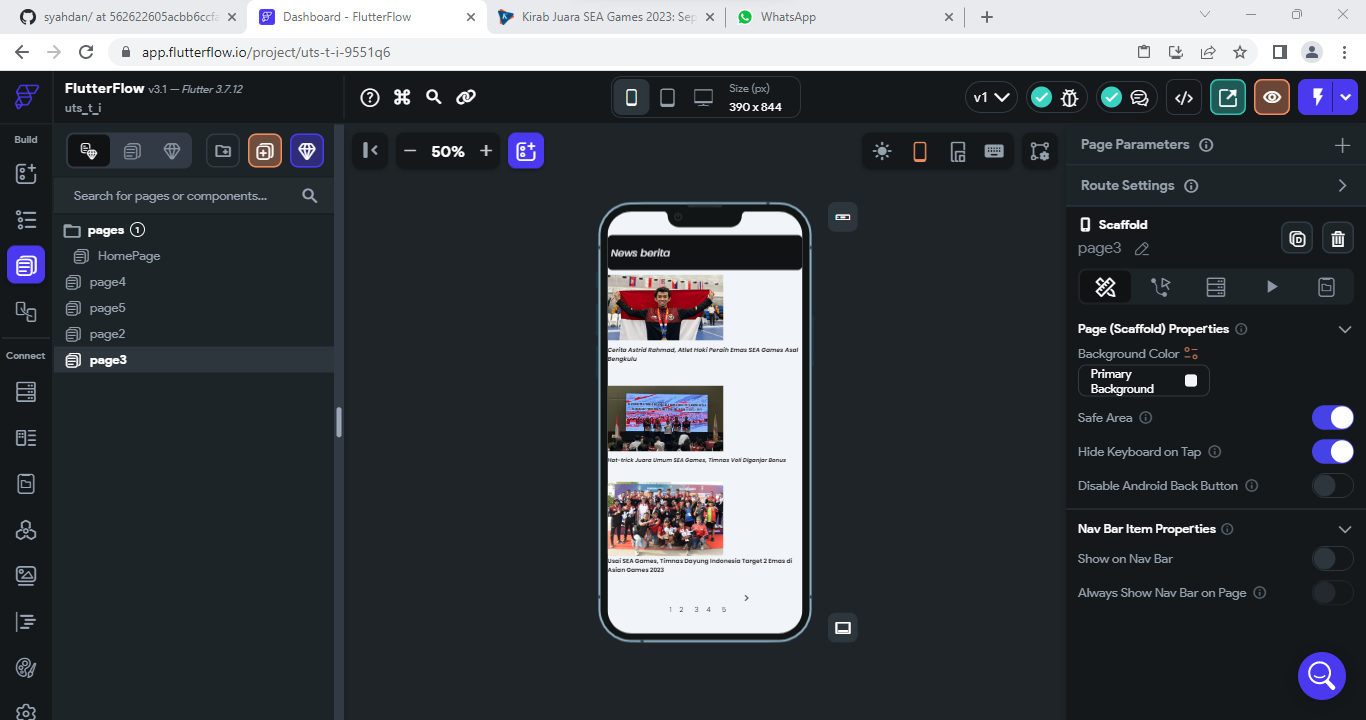 syahdan/ at 562622605acbb6ccfa
Dashboard - FlutterFlow
Kirab Juara SEA Games 2023: Sep
WhatsApp
app.flutterflow.io/project/uts-t-i-9551q6
FlutterFlow v3.1 — Flutter 3.7.12
uts_t_i
Size (px)
390 x 844
v1
Build
50%
Page Parameters
Search for pages or components...
Route Settings
pages 1
HomePage
page4
page5
page2
page3
Connect
News berita
Cerita Astrid Rahmad, Atlet Hoki Peraih Emas SEA Games Asal
Bengkulu
Hat-trick Juara Umum SEA Games, Timnas Voli Diganjar Bonus
Usai SEA Games, Timnas Dayung Indonesia Target 2 Emas di
Asian Games 2023
1 2 3 4 5
Scaffold
page3
Page (Scaffold) Properties
Background Color
Primary
Background
Safe Area
Hide Keyboard on Tap
Disable Android Back Button
Nav Bar Item Properties
Show on Nav Bar
Always Show Nav Bar on Page